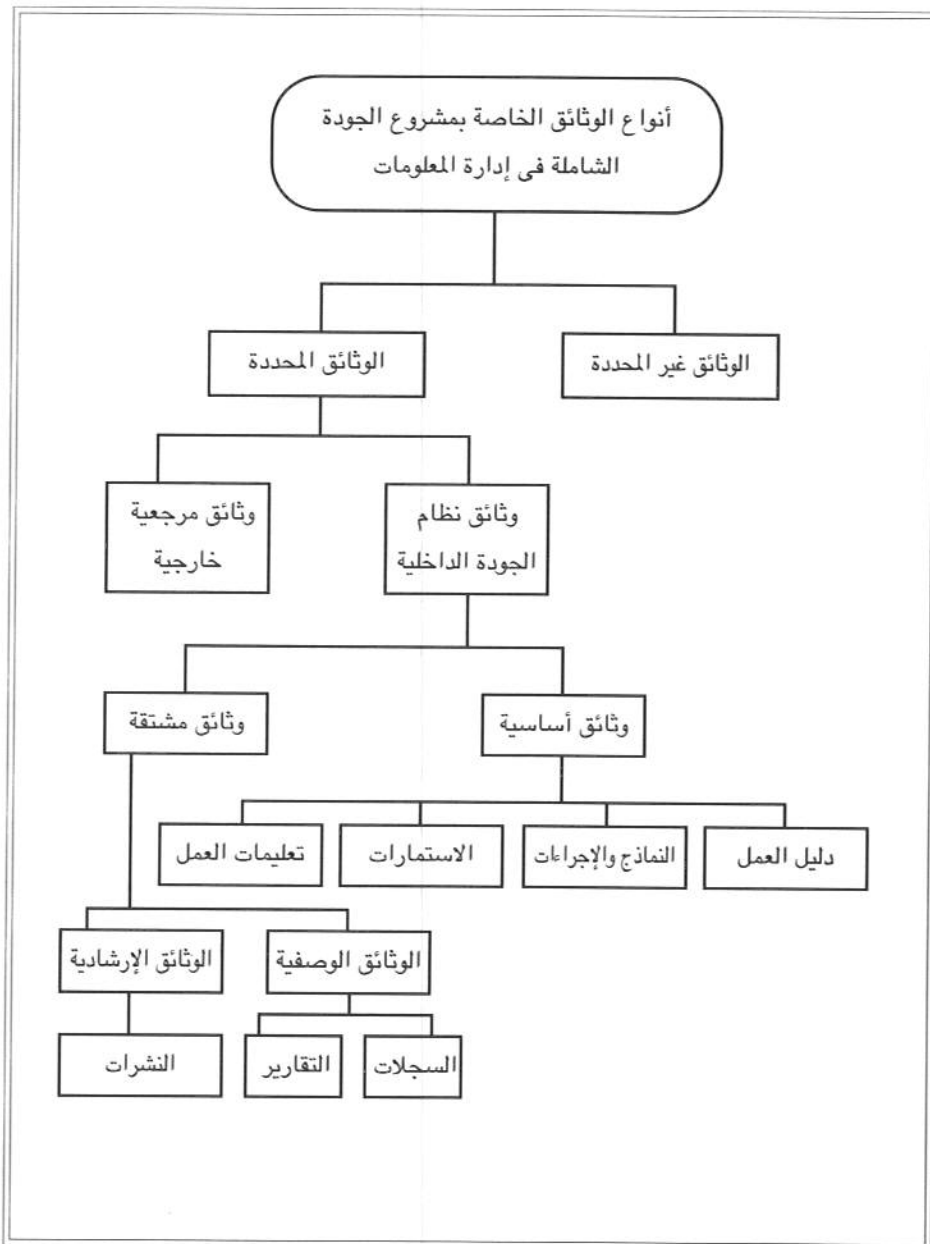 أنواع الوثائق الخاصة بمشروع الجودة
الشاملة فى إدارة المعلومات
الوثائق غير المحددة
الوثائق المحددة
وثائق نظام
الجودة الداخلية
وثائق مرجعية
خارجية
وثائق أساسية
وثائق مشتقة
دليل العمل
النماذج والإجراءات
الاستمارات
تعليمات العمل
الوثائق الوصفية
الوثائق الإرشادية
السجلات
التقارير
النشرات